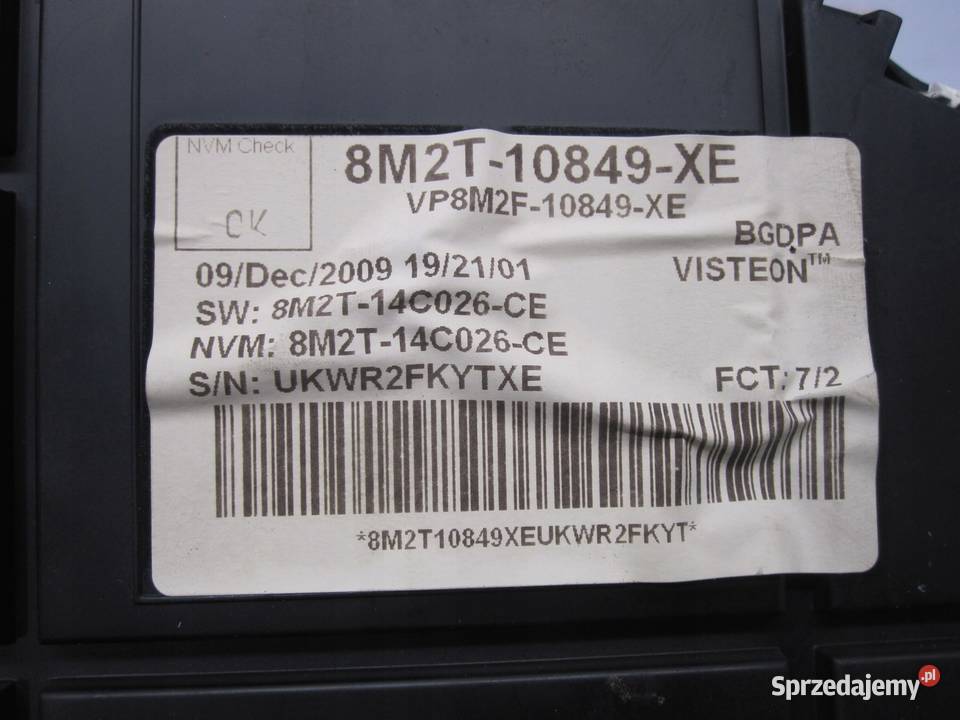 NVM Check
OK
8M2T-10849-XE
VP8M2F-10849-XE
BGDPA
09/Dec/2009 19/21/01
VISTEON™
SW: 8M2T-14C026-CE
NVM: 8M2T-14C026-CE
S/N: UKWR2FKYTXE
FCT: 7/2
*8M2T10849XEUKWR2FKYT*
Sprzedajemy.pl